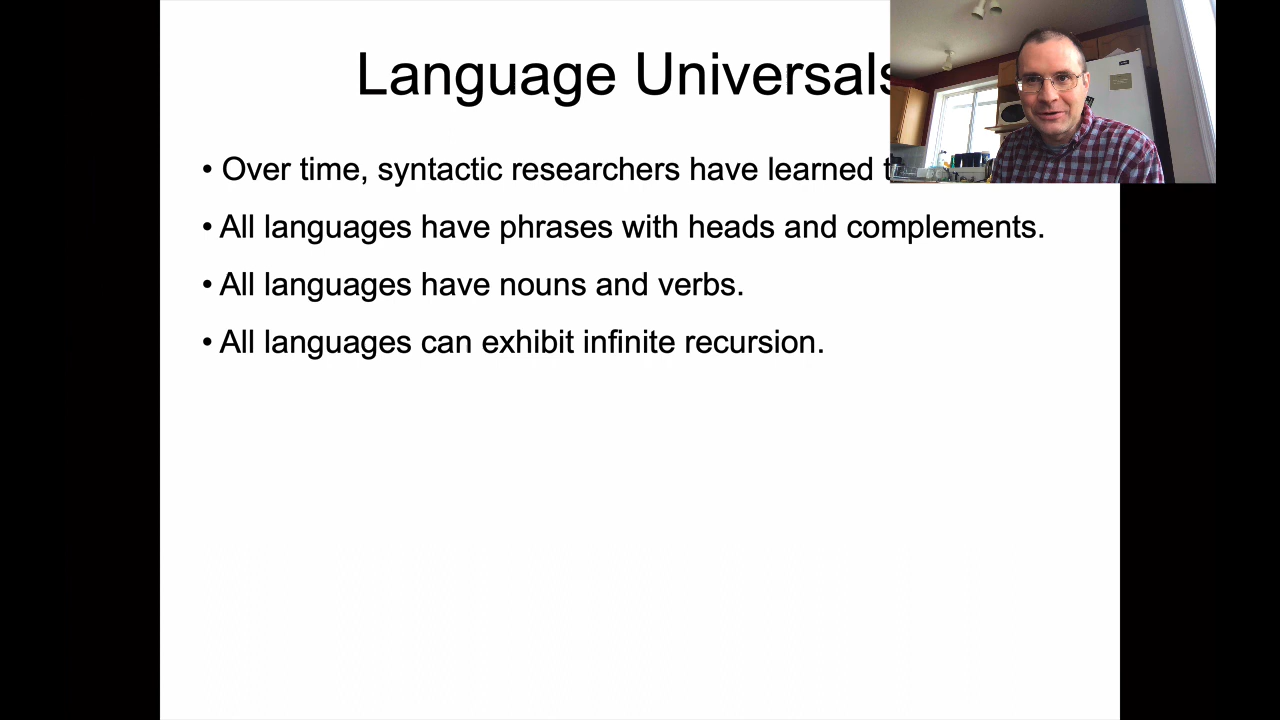 Language Universals
• Over time, syntactic researchers have learned
• All languages have phrases with heads and complements.
• All languages have nouns and verbs.
• All languages can exhibit infinite recursion.